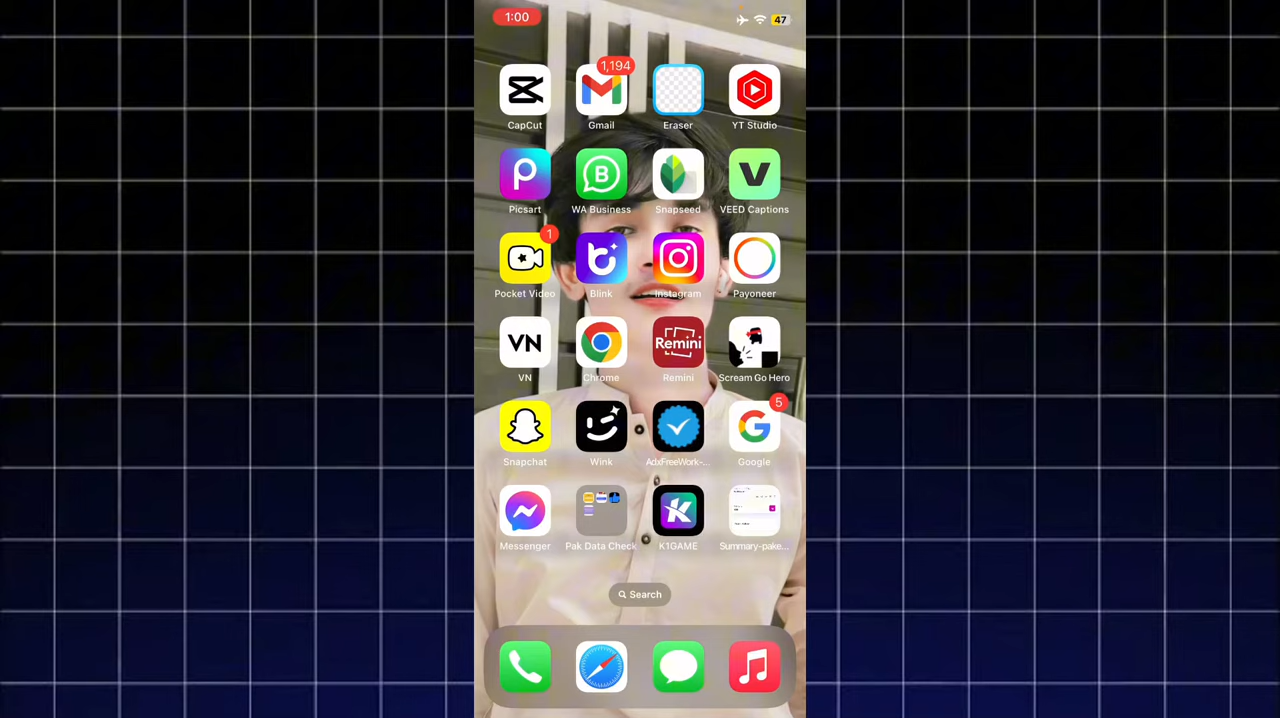 1:00
47
1,194
CapCut
Gmail
Eraser
YT Studio
B
V
Picsart
WA Business
Snapseed
VEED Captions
1
Pocket Video
Blink
Instagram
Payoneer
VN
Remini
VN
Chrome
Remini
Scream Go Hero
5
Snapchat
Wink
AdxFreeWork-...
Google
K
Messenger
Pak Data Check
K1GAME
Summary-pake...
Search